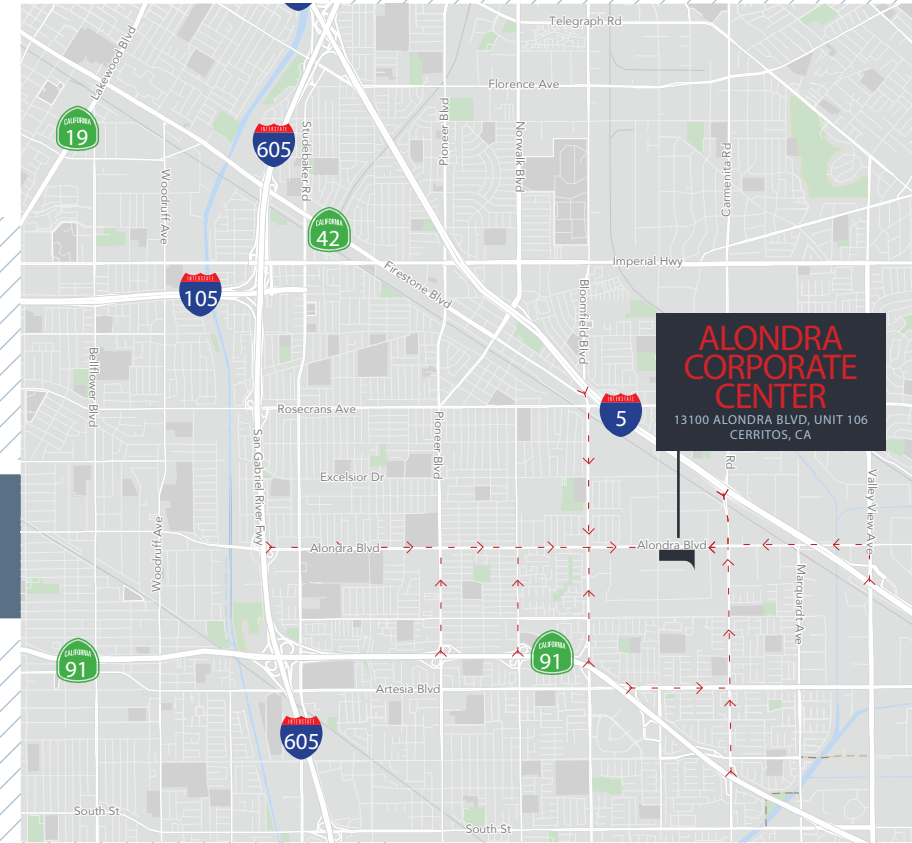 Telegraph Rd
Lakewood Blvd
Florence Ave
CALIFORNIA
19
INTERSTATE
605
Studebaker Rd
Pioneer Blvd
Norwalk Blvd
Carmenita Rd
Woodruff Ave
CALIFORNIA
42
Imperial Hwy
Firestone Blvd
INTERSTATE
105
Bloomfield Blvd
ALONDRA
CORPORATE
CENTER
13100 ALONDRA BLVD, UNIT 106
CERRITOS, CA
Bellflower Blvd
INTERSTATE
5
Rosecrans Ave
Pioneer Blvd
San Gabriel River Fwy
Rd
Excelsior Dr
Valley View Ave
Woodruff Ave
Alondra Blvd
Alondra Blvd
Marquardt Ave
CALIFORNIA
91
CALIFORNIA
91
Artesia Blvd
INTERSTATE
605
South St
South St